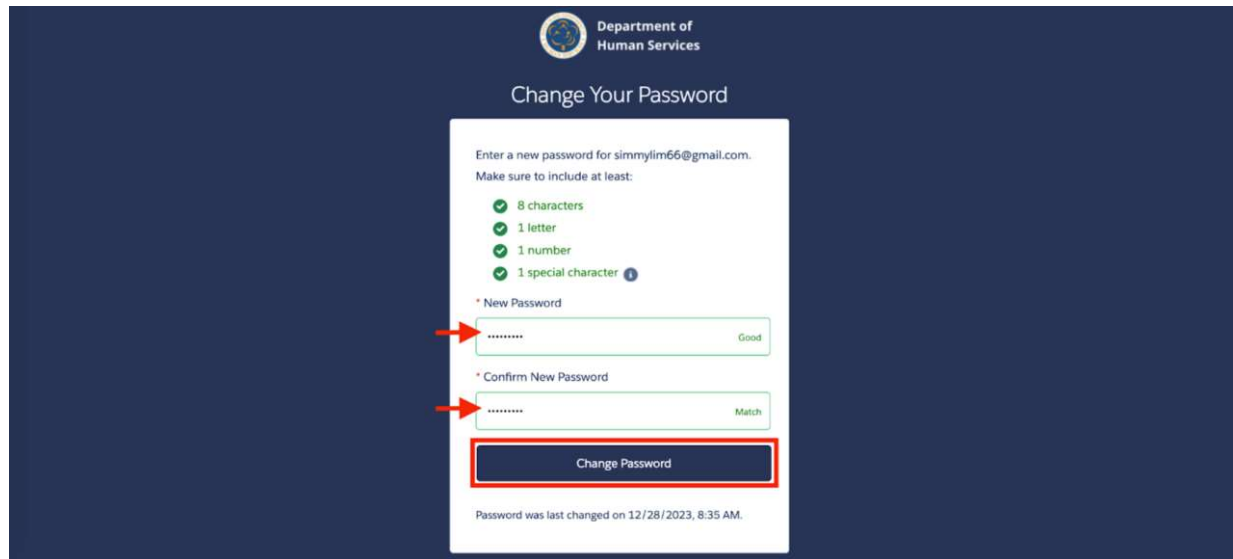 Department of
Human Services
Change Your Password
Enter a new password for simmylim66@gmail.com.
Make sure to include at least:
8 characters
1 letter
1 number
1 special character
* New Password
••••••••• Good
* Confirm New Password
••••••••• Match
Change Password
Password was last changed on 12/28/2023, 8:35 AM.